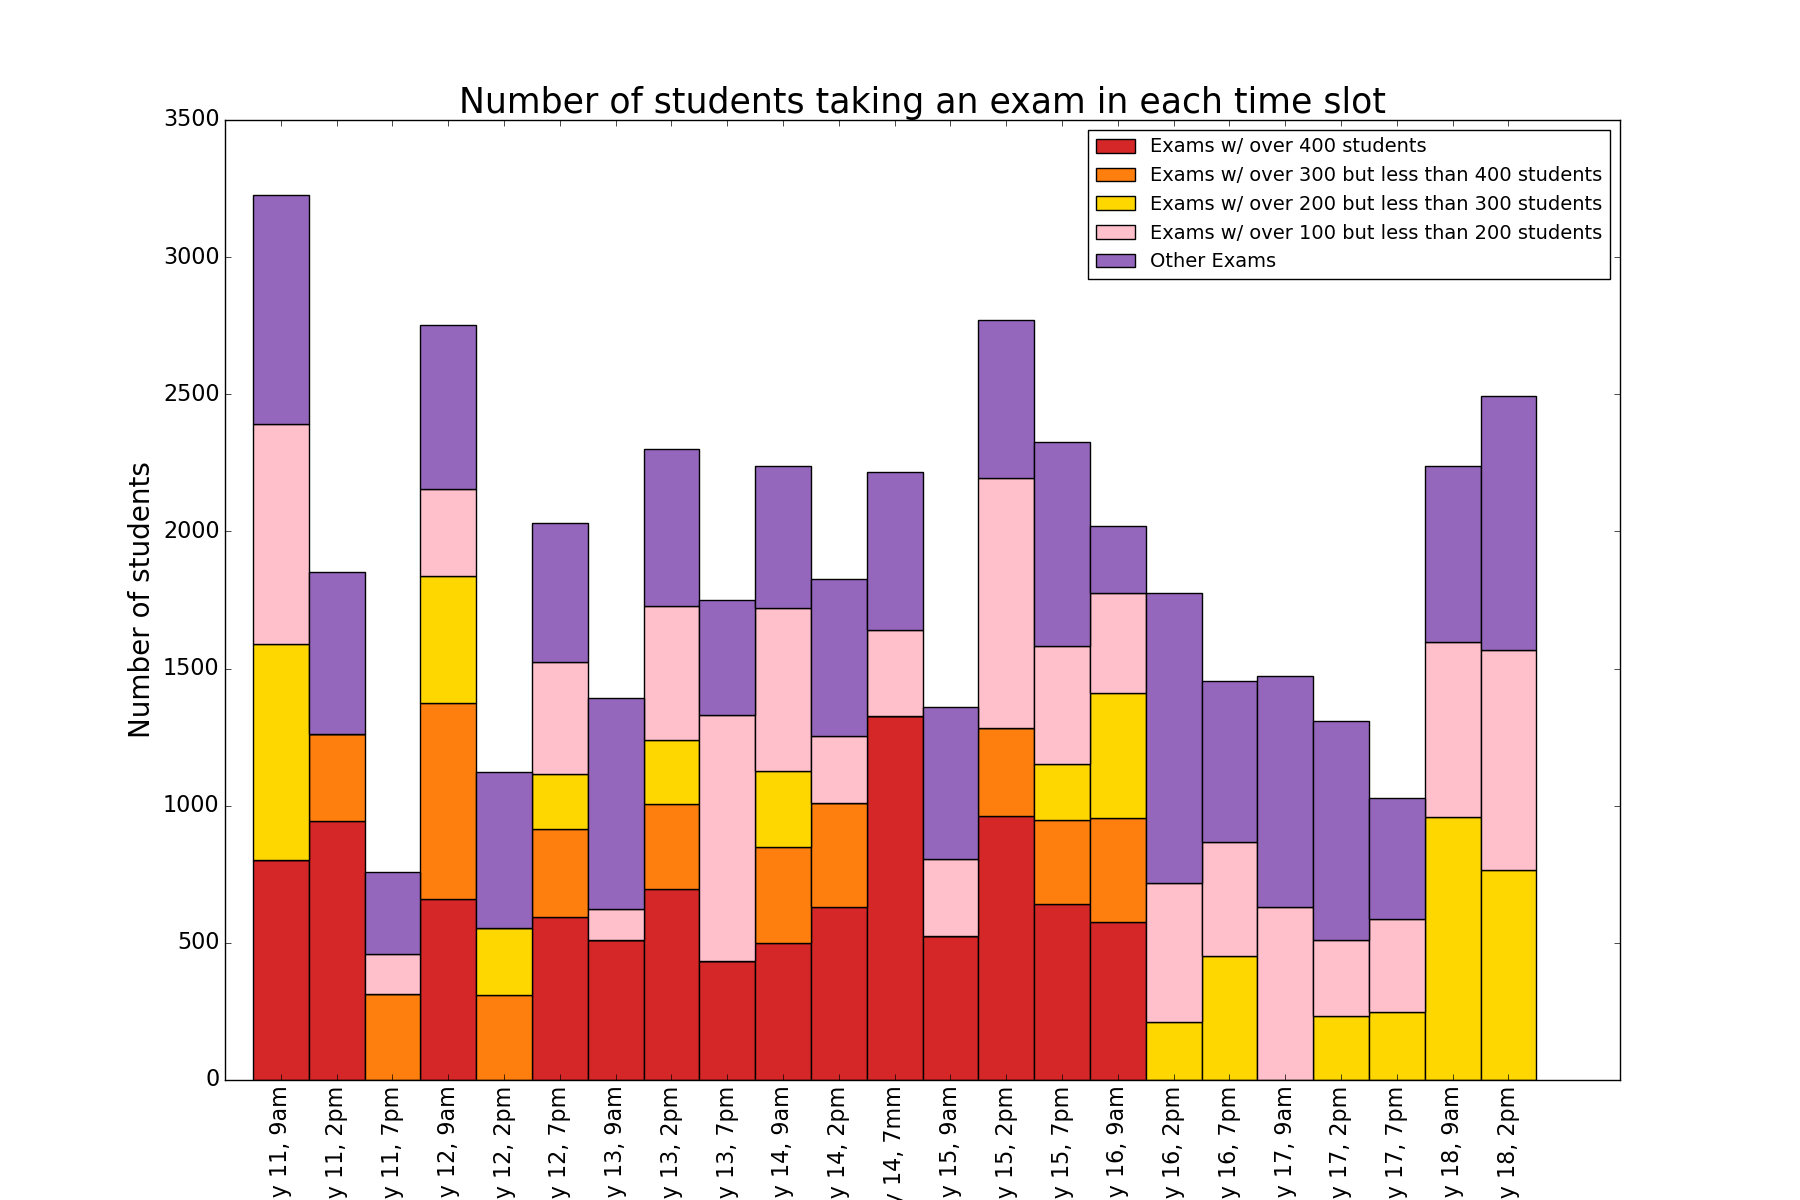 Number of students taking an exam in each time slot
Exams w/ over 400 students
Exams w/ over 300 but less than 400 students
Exams w/ over 200 but less than 300 students
Exams w/ over 100 but less than 200 students
Other Exams
Number of students
3500
3000
2500
2000
1500
1000
500
0
y 11, 9am
y 11, 2pm
y 11, 7pm
y 12, 9am
y 12, 2pm
y 12, 7pm
y 13, 9am
y 13, 2pm
y 13, 7pm
y 14, 9am
y 14, 2pm
y 14, 7mm
y 15, 9am
y 15, 2pm
y 15, 7pm
y 16, 9am
y 16, 2pm
y 16, 7pm
y 17, 9am
y 17, 2pm
y 17, 7pm
y 18, 9am
y 18, 2pm